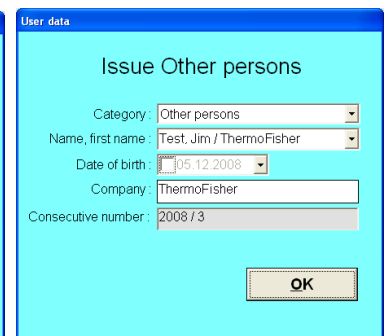 User data
Issue Other persons
Category : Other persons
Name, first name : Test, Jim / ThermoFisher
Date of birth : 05.12.2008
Company : ThermoFisher
Consecutive number : 2008 / 3
OK